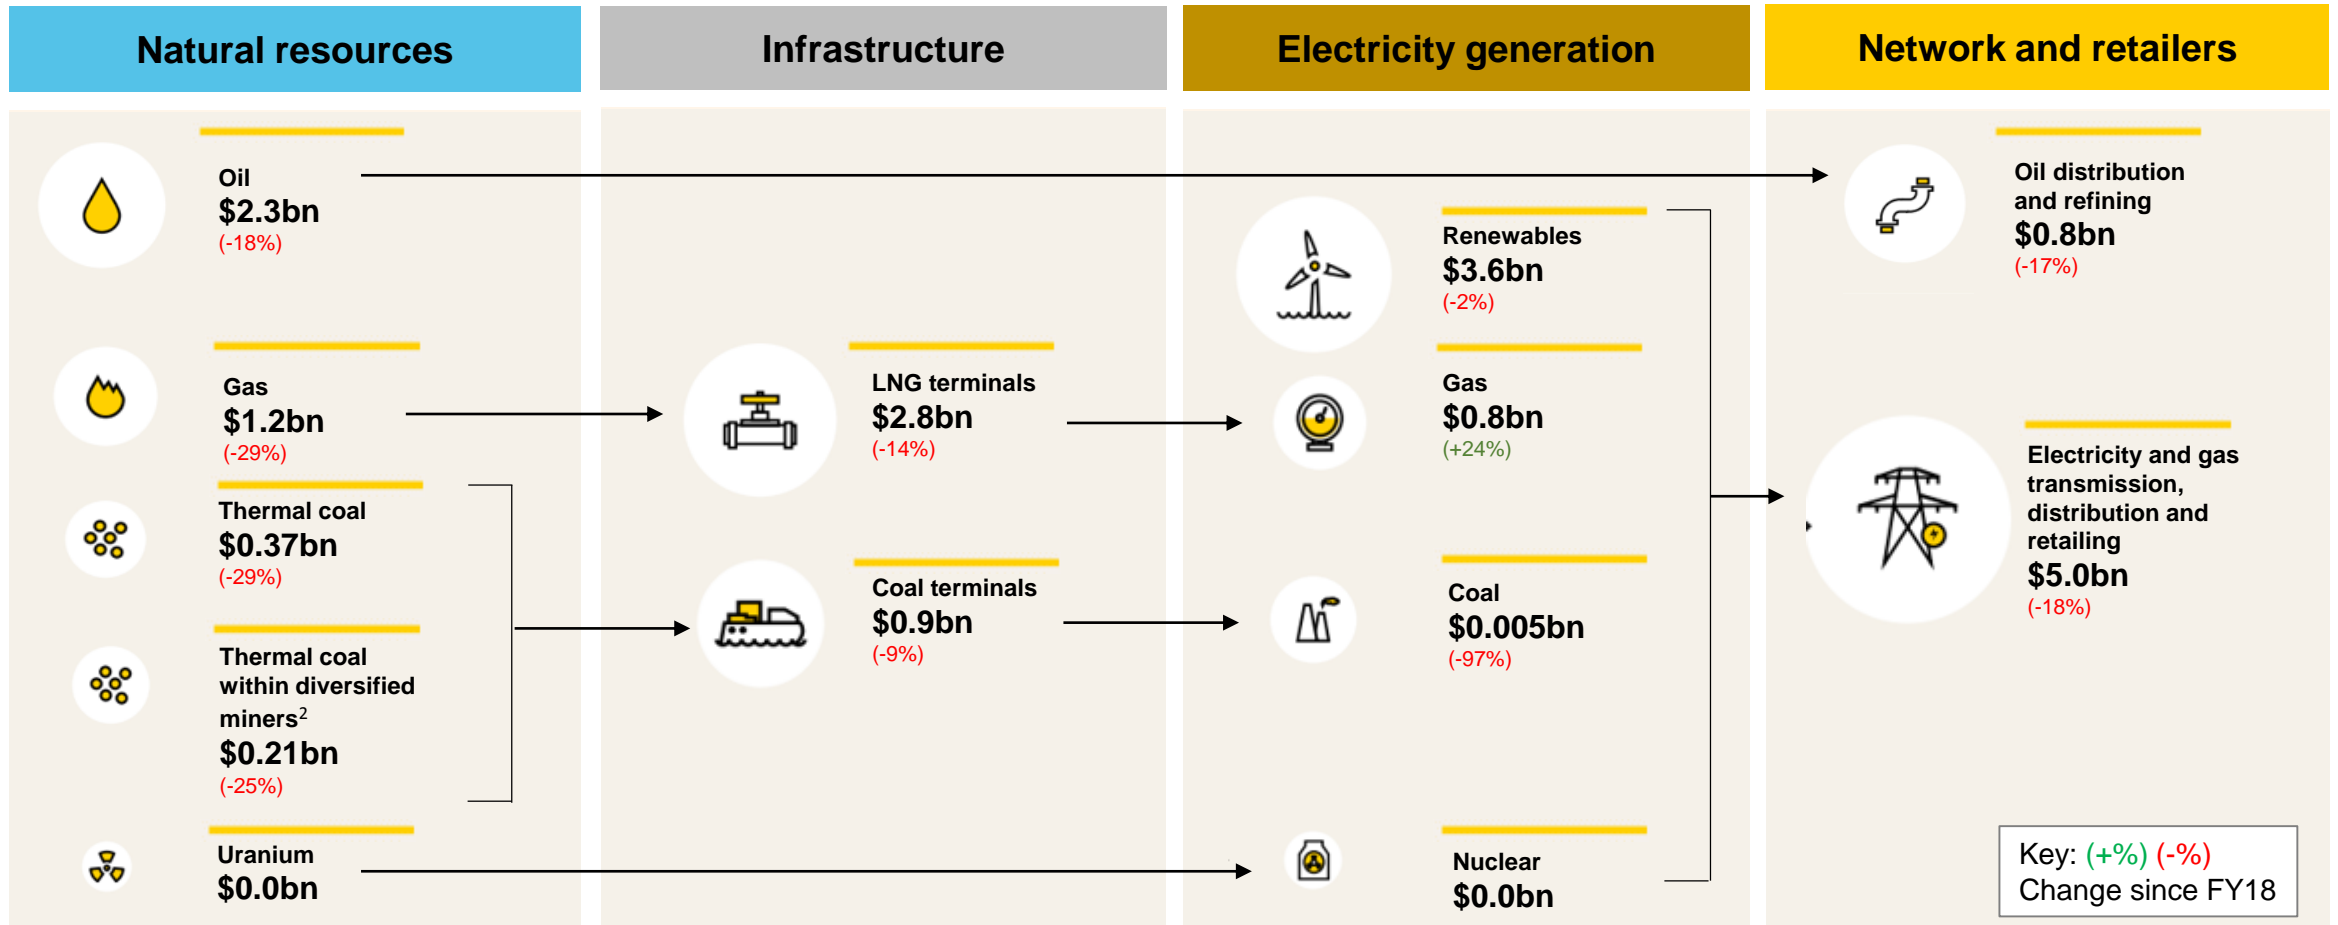 Natural resources
Infrastructure
Electricity generation
Network and retailers
Oil
$2.3bn
(-18%)
Gas
$1.2bn
(-29%)
Thermal coal
$0.37bn
(-29%)
Thermal coal
within diversified
miners²
$0.21bn
(-25%)
Uranium
$0.0bn
LNG terminals
$2.8bn
(-14%)
Coal terminals
$0.9bn
(-9%)
Renewables
$3.6bn
(-2%)
Gas
$0.8bn
(+24%)
Coal
$0.005bn
(-97%)
Nuclear
$0.0bn
Oil distribution
and refining
$0.8bn
(-17%)
Electricity and gas
transmission,
distribution and
retailing
$5.0bn
(-18%)
Key: (+%) (-%)
Change since FY18